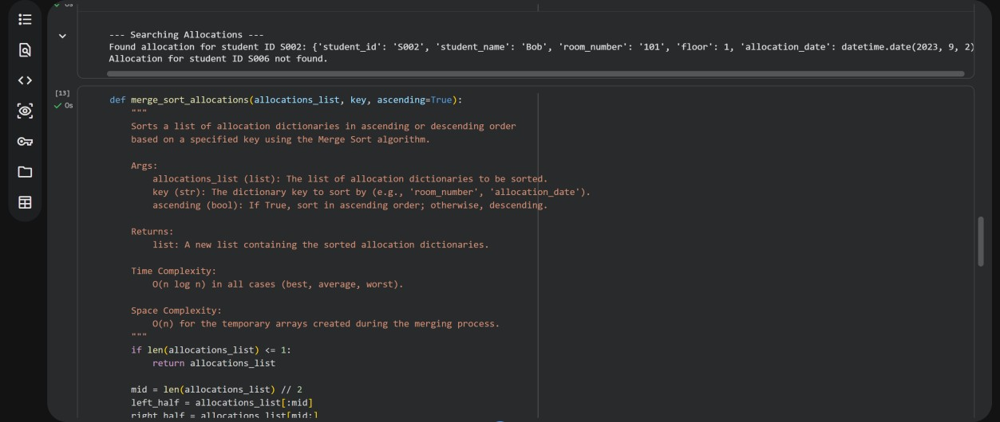 0s
--- Searching Allocations ---
Found allocation for student ID S002: {'student_id': 'S002', 'student_name': 'Bob', 'room_number': '101', 'floor': 1, 'allocation_date': datetime.date(2023, 9, 2)
Allocation for student ID S006 not found.
[13]
0s
def merge_sort_allocations(allocations_list, key, ascending=True):
"""
Sorts a list of allocation dictionaries in ascending or descending order
based on a specified key using the Merge Sort algorithm.
Args:
allocations_list (list): The list of allocation dictionaries to be sorted.
key (str): The dictionary key to sort by (e.g., 'room_number', 'allocation_date').
ascending (bool): If True, sort in ascending order; otherwise, descending.
Returns:
list: A new list containing the sorted allocation dictionaries.
Time Complexity:
O(n log n) in all cases (best, average, worst).
Space Complexity:
O(n) for the temporary arrays created during the merging process.
"""
if len(allocations_list) <= 1:
return allocations_list
mid = len(allocations_list) // 2
left_half = allocations_list[:mid]
right_half = allocations_list[mid:]